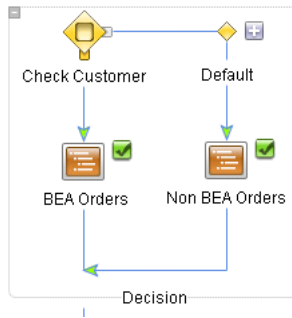 Check Customer
Default
BEA Orders
Non BEA Orders
Decision